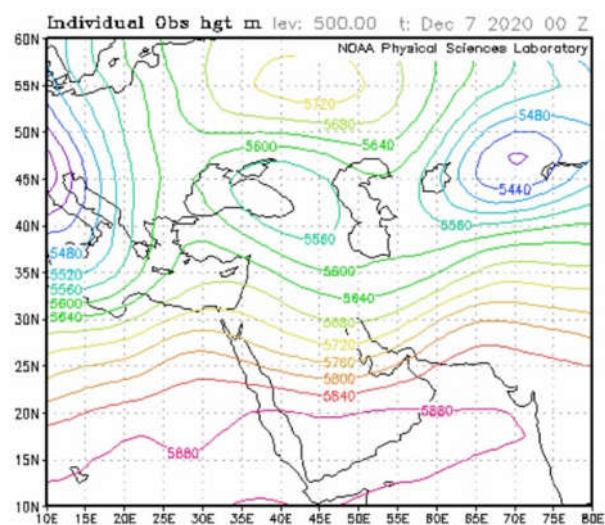 Individual Obs hgt m lev: 500.00 t: Dec 7 2020 00 Z
NOAA Physical Sciences Laboratory
60N
55N
50N
45N
40N
35N
30N
25N
20N
15N
10N
5720
5680
5640
5600
5480
5440
5560
5560
5480
5520
5560
5600
5640
5600
5640
5680
5720
5760
5800
5840
5880
5880
10E 15E 20E 25E 30E 35E 40E 45E 50E 55E 60E 65E 70E 75E 80E